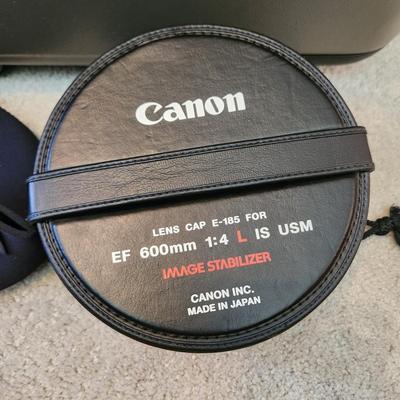 Canon
LENS CAP E-185 FOR
EF 600mm 1:4 L IS USM
IMAGE STABILIZER
CANON INC.
MADE IN JAPAN